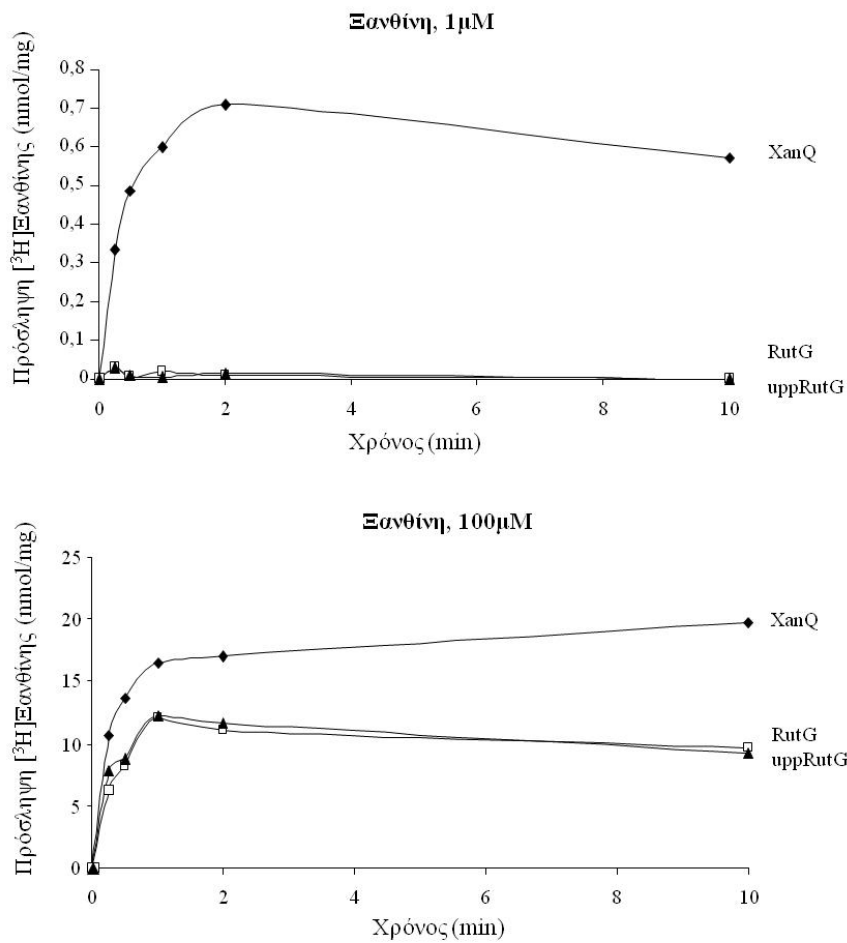 Ξανθίνη, 1μM
Πρόσληψη [³H]Ξανθίνης (nmol/mg)
0,8
0,7
0,6
0,5
0,4
0,3
0,2
0,1
0
XanQ
RutG
uppRutG
0 2 4 6 8 10
Χρόνος (min)
Ξανθίνη, 100μM
Πρόσληψη [³H]Ξανθίνης (nmol/mg)
25
20
15
10
5
0
XanQ
RutG
uppRutG
0 2 4 6 8 10
Χρόνος (min)